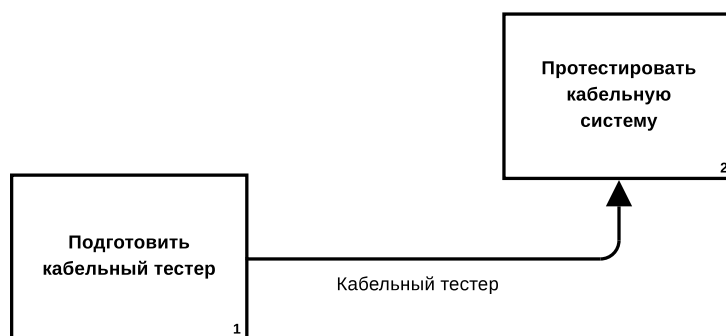 Протестировать
кабельную
систему
2
Подготовить
кабельный тестер
1
Кабельный тестер